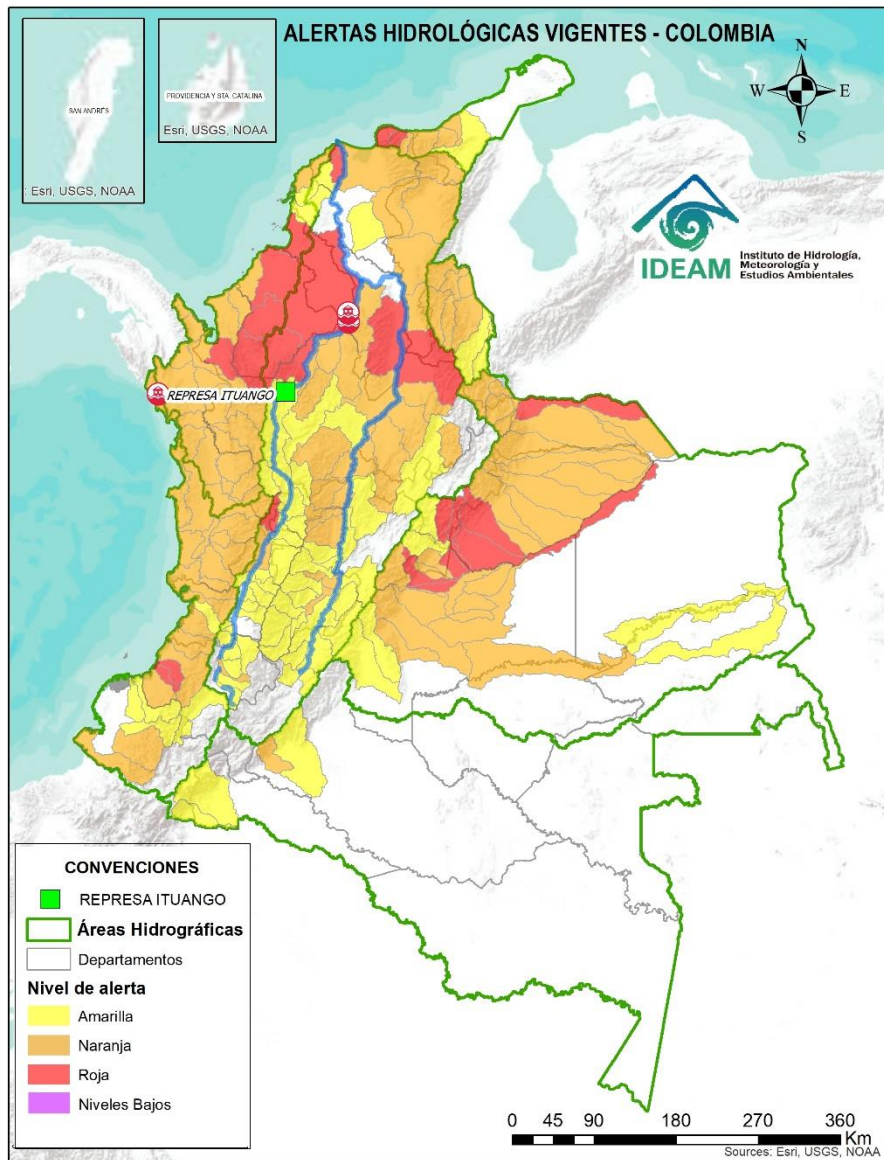 ALERTAS HIDROLÓGICAS VIGENTES - COLOMBIA
SAN ANDRÉS
: Esri, USGS, NOAA
PROVIDENCIA Y STA. CATALINA
Esri, USGS, NOAA
N
W
E
S
IDEAM
Instituto de Hidrología,
Meteorología y
Estudios Ambientales
REPRESA ITUANGO
CONVENCIONES
REPRESA ITUANGO
Áreas Hidrográficas
Departamentos
Nivel de alerta
Amarilla
Naranja
Roja
Niveles Bajos
0 45 90 180 270 360
Km
Sources: Esri, USGS, NOAA